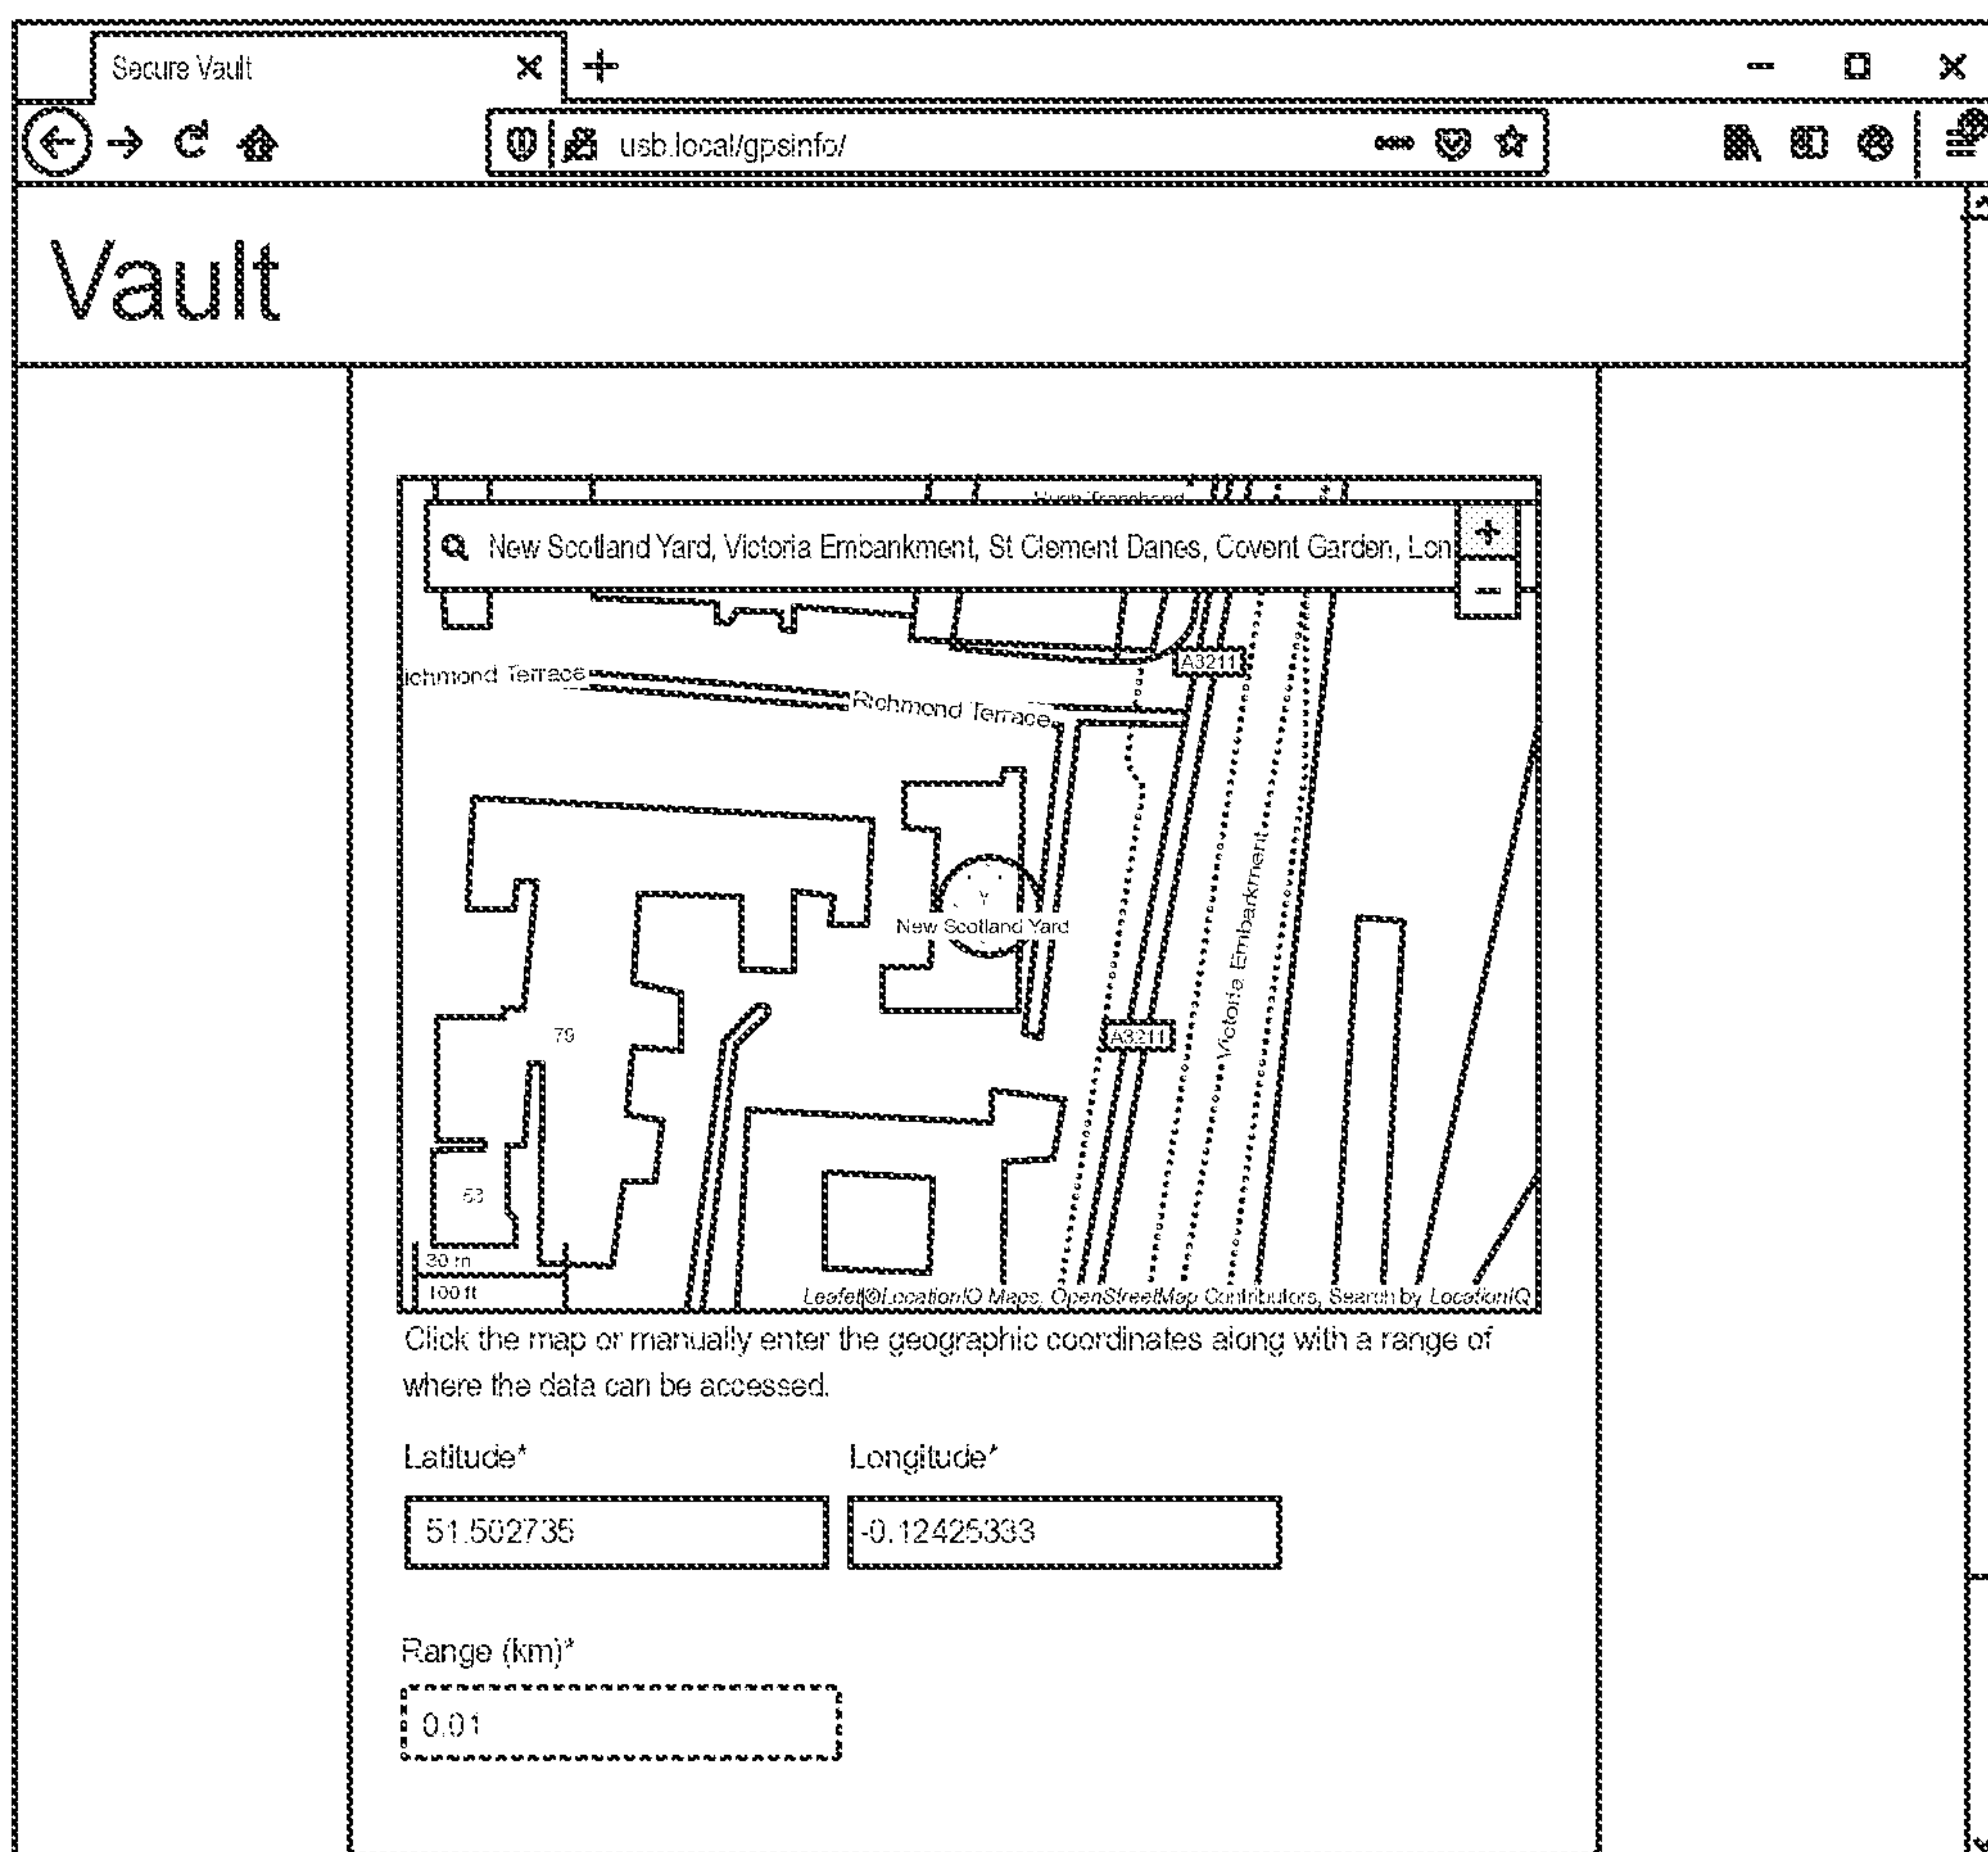 Secure Vault
usb.local/gpsinfo/
Vault
New Scotland Yard, Victoria Embankment, St Clement Danes, Covent Garden, Lon
A3211
ichmond Terrace
Richmond Terrace
Victoria Embankment
New Scotland Yard
79
A3211
53
30 m
100 ft
Leaflet|©LocationIQ Maps, OpenStreetMap Contributors, Search by LocationIQ
Click the map or manually enter the geographic coordinates along with a range of
where the data can be accessed.
Latitude* Longitude*
51.502735 -0.12425333
Range (km)*
0.01